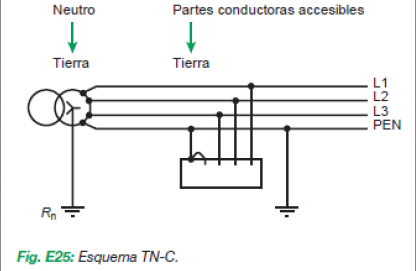 Neutro
Partes conductoras accesibles
Tierra
Tierra
L1
L2
L3
PEN
Rn
Fig. E25: Esquema TN-C.